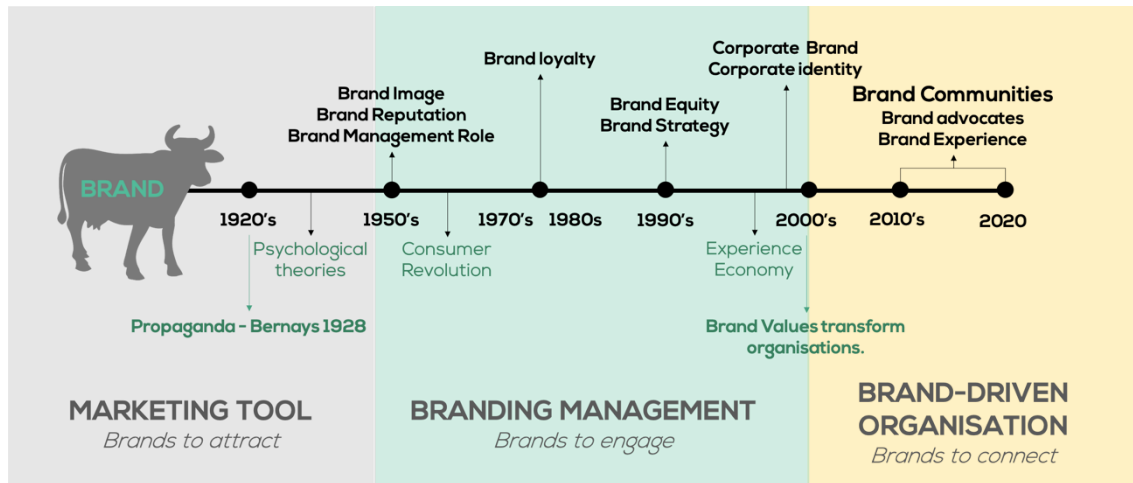 Corporate Brand
Corporate identity
Brand loyalty
Brand Image
Brand Reputation
Brand Management Role
Brand Equity
Brand Strategy
Brand Communities
Brand advocates
Brand Experience
BRAND
1920's
1950's
1970's
1980s
1990's
2000's
2010's
2020
Psychological
theories
Consumer
Revolution
Experience
Economy
Propaganda - Bernays 1928
Brand Values transform
organisations.
MARKETING TOOL
Brands to attract
BRANDING MANAGEMENT
Brands to engage
BRAND-DRIVEN
ORGANISATION
Brands to connect